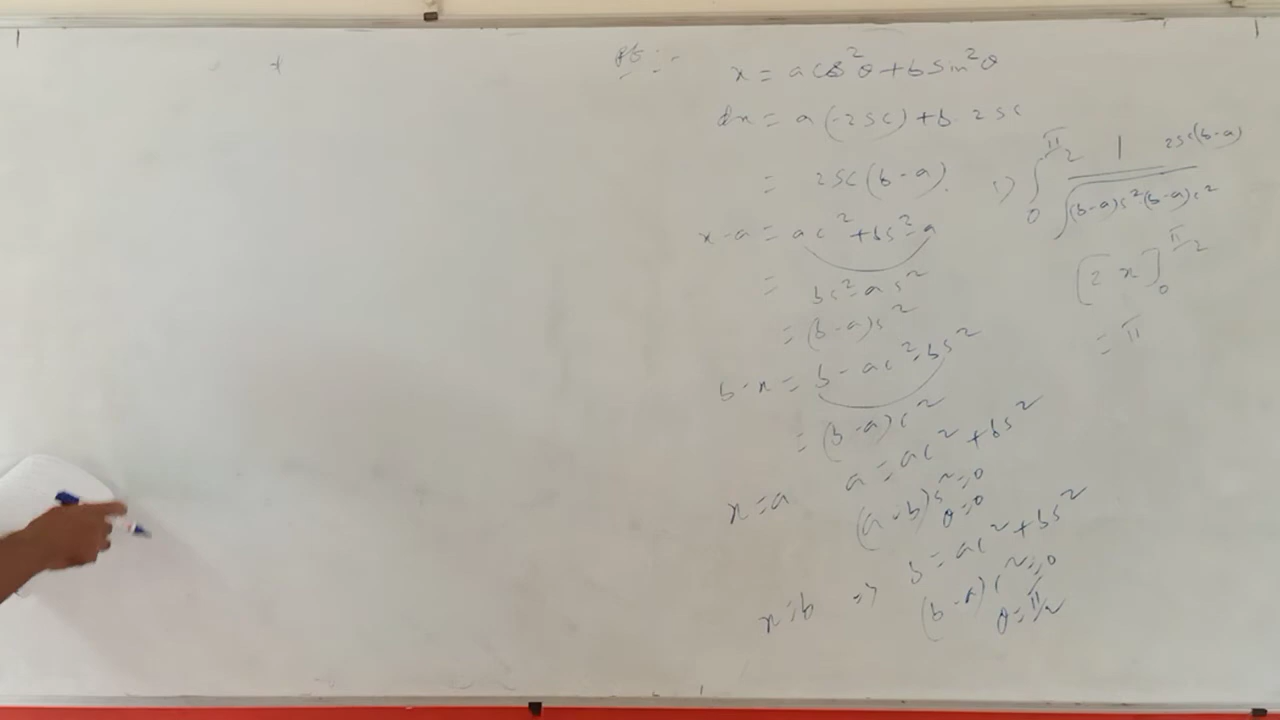 x = a cos²θ + b sin²θ
dx = a(-2sc) + b 2sc
= 2sc(b-a)
x-a = ac² + bs² - a
= bs² - as²
= (b-a)s²
b-x = b - ac² - bs²
= (b-a)c²
x=a a = ac² + bs²
(a-b)s² = 0
θ=0
x=b => b = ac² + bs²
(b-a)c² = 0
θ = π/2
1) ∫₀^π/2 1/√((b-a)s²(b-a)c²) 2sc(b-a)
[2x]₀^π/2
= π